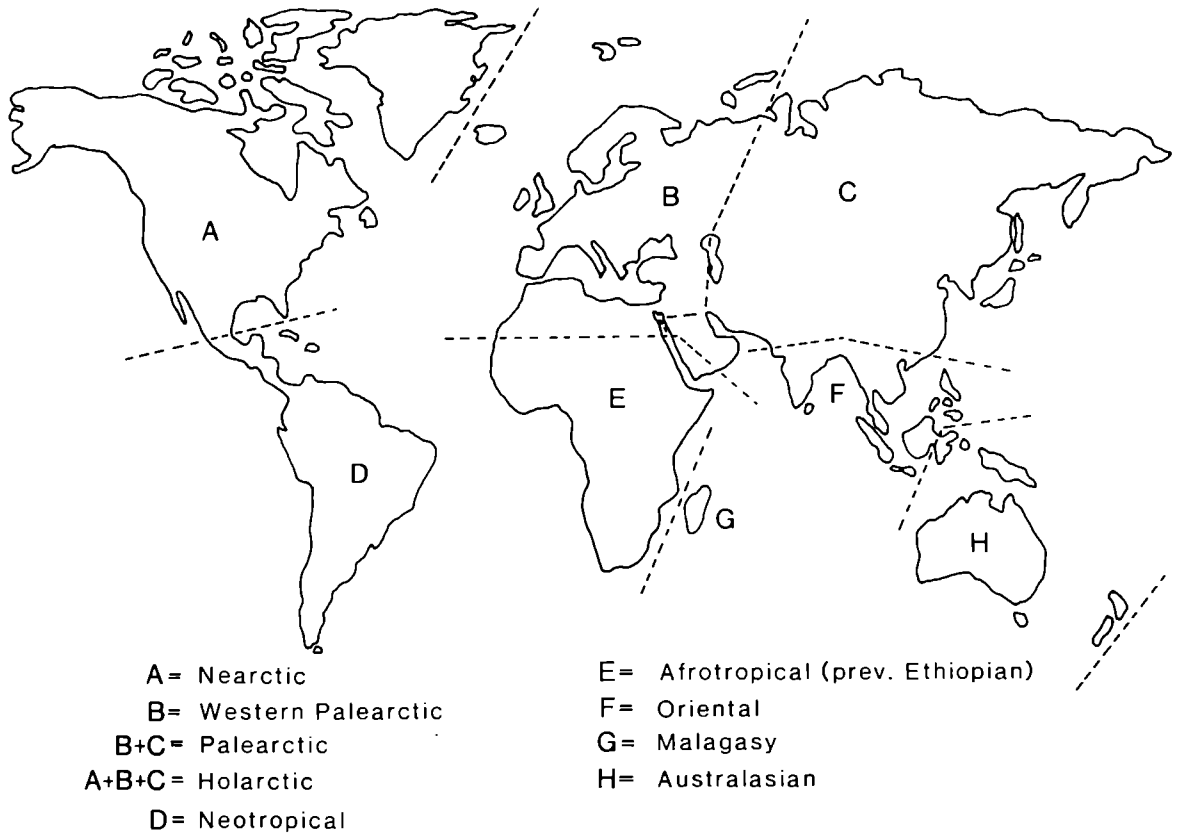 B
C
A
E
F
D
G
H
A= Nearctic
B= Western Palearctic
B+C= Palearctic
A+B+C= Holarctic
D= Neotropical
E= Afrotropical (prev. Ethiopian)
F= Oriental
G= Malagasy
H= Australasian